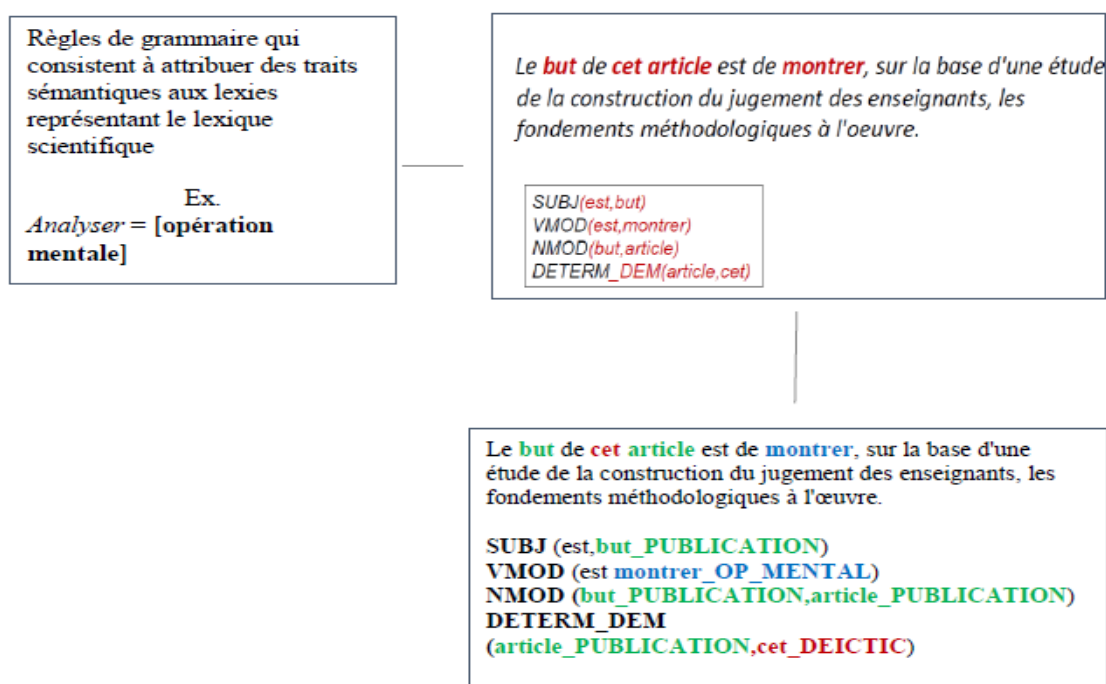 Règles de grammaire qui
consistent à attribuer des traits
sémantiques aux lexies
représentant le lexique
scientifique
Ex.
Analyser = [opération
mentale]
Le but de cet article est de montrer, sur la base d'une étude
de la construction du jugement des enseignants, les
fondements méthodologiques à l'oeuvre.
SUBJ(est,but)
VMOD(est,montrer)
NMOD(but,article)
DETERM_DEM(article,cet)
Le but de cet article est de montrer, sur la base d'une
étude de la construction du jugement des enseignants, les
fondements méthodologiques à l'œuvre.
SUBJ (est,but_PUBLICATION)
VMOD (est montrer_OP_MENTAL)
NMOD (but_PUBLICATION,article_PUBLICATION)
DETERM_DEM
(article_PUBLICATION,cet_DEICTIC)